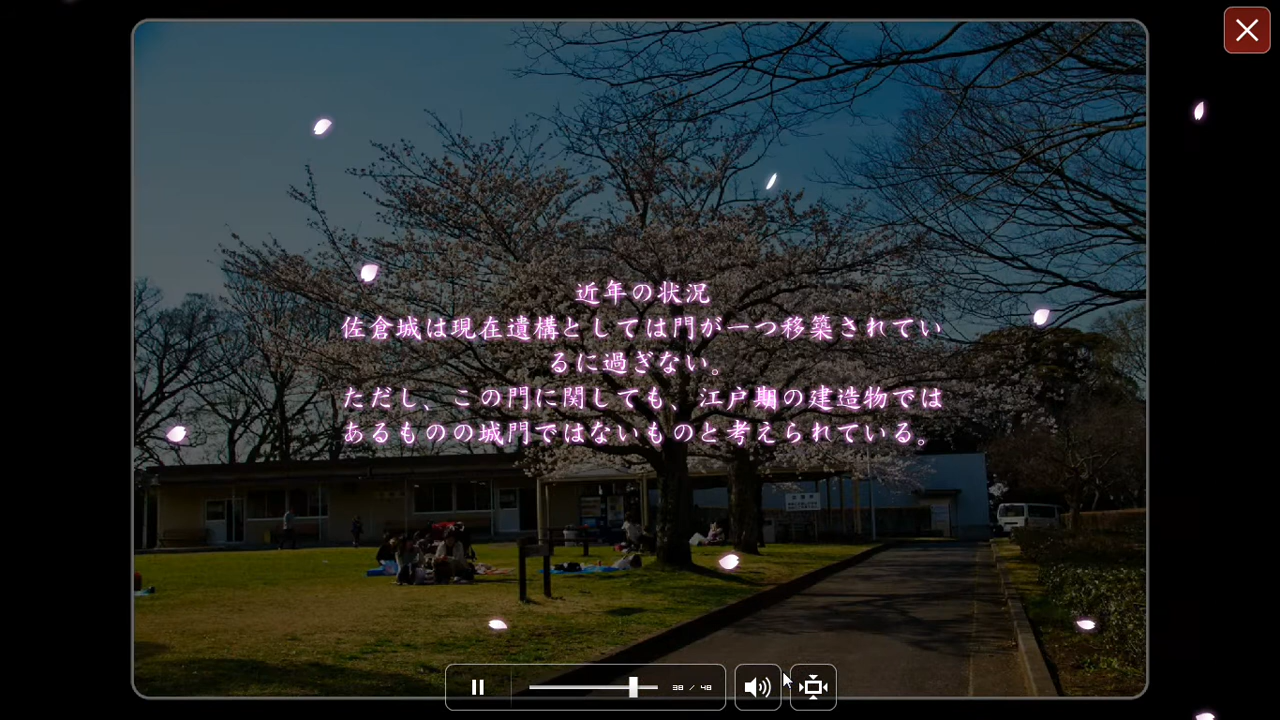 近年の状況
佐倉城は現在遺構としては門が一つ移築されてい
るに過ぎない。
ただし、この門に関しても、江戸期の建造物では
あるものの城門ではないものと考えられている。
38 / 48